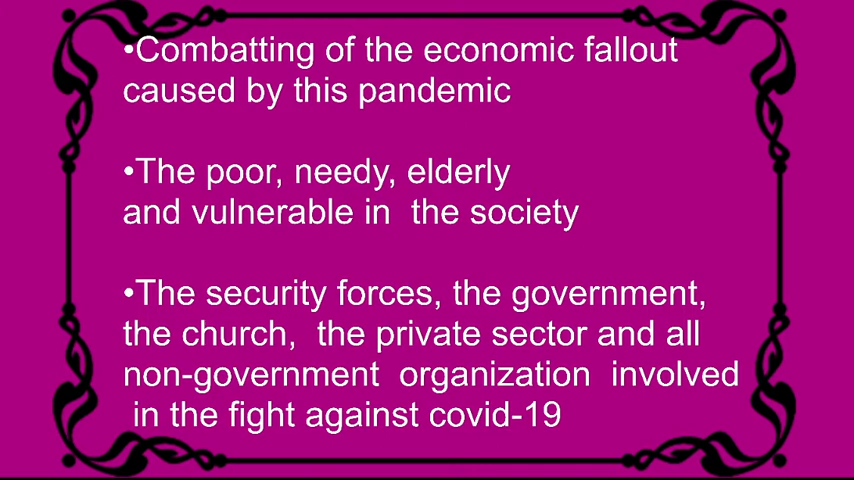 •Combatting of the economic fallout
caused by this pandemic
•The poor, needy, elderly
and vulnerable in  the society
•The security forces, the government,
the church,  the private sector and all
non-government  organization  involved
in the fight against covid-19